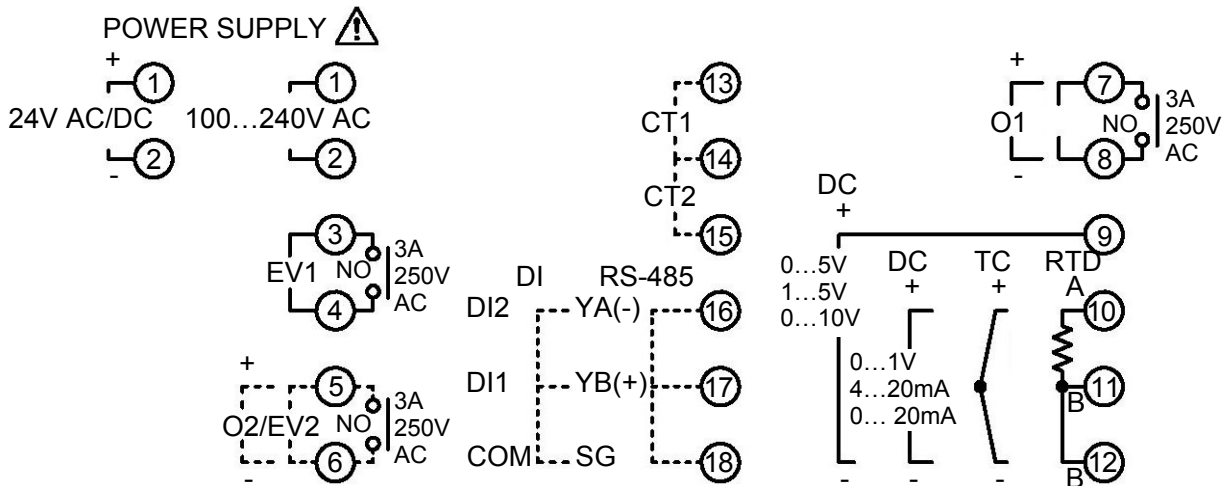 POWER SUPPLY
+
1
24V AC/DC
2
-
1
100...240V AC
2
3
EV1 NO
3A
250V
AC
4
+
5
O2/EV2 NO
3A
250V
AC
6
-
13
CT1
14
CT2
15
DI RS-485
DI2 YA(-) 16
DI1 YB(+) 17
COM SG 18
+
O1
-
7
NO
3A
250V
AC
8
DC
+
9
0...5V
1...5V
0...10V
-
DC
+
0...1V
4...20mA
0... 20mA
-
TC
+
-
RTD
A
10
11
B
B
12